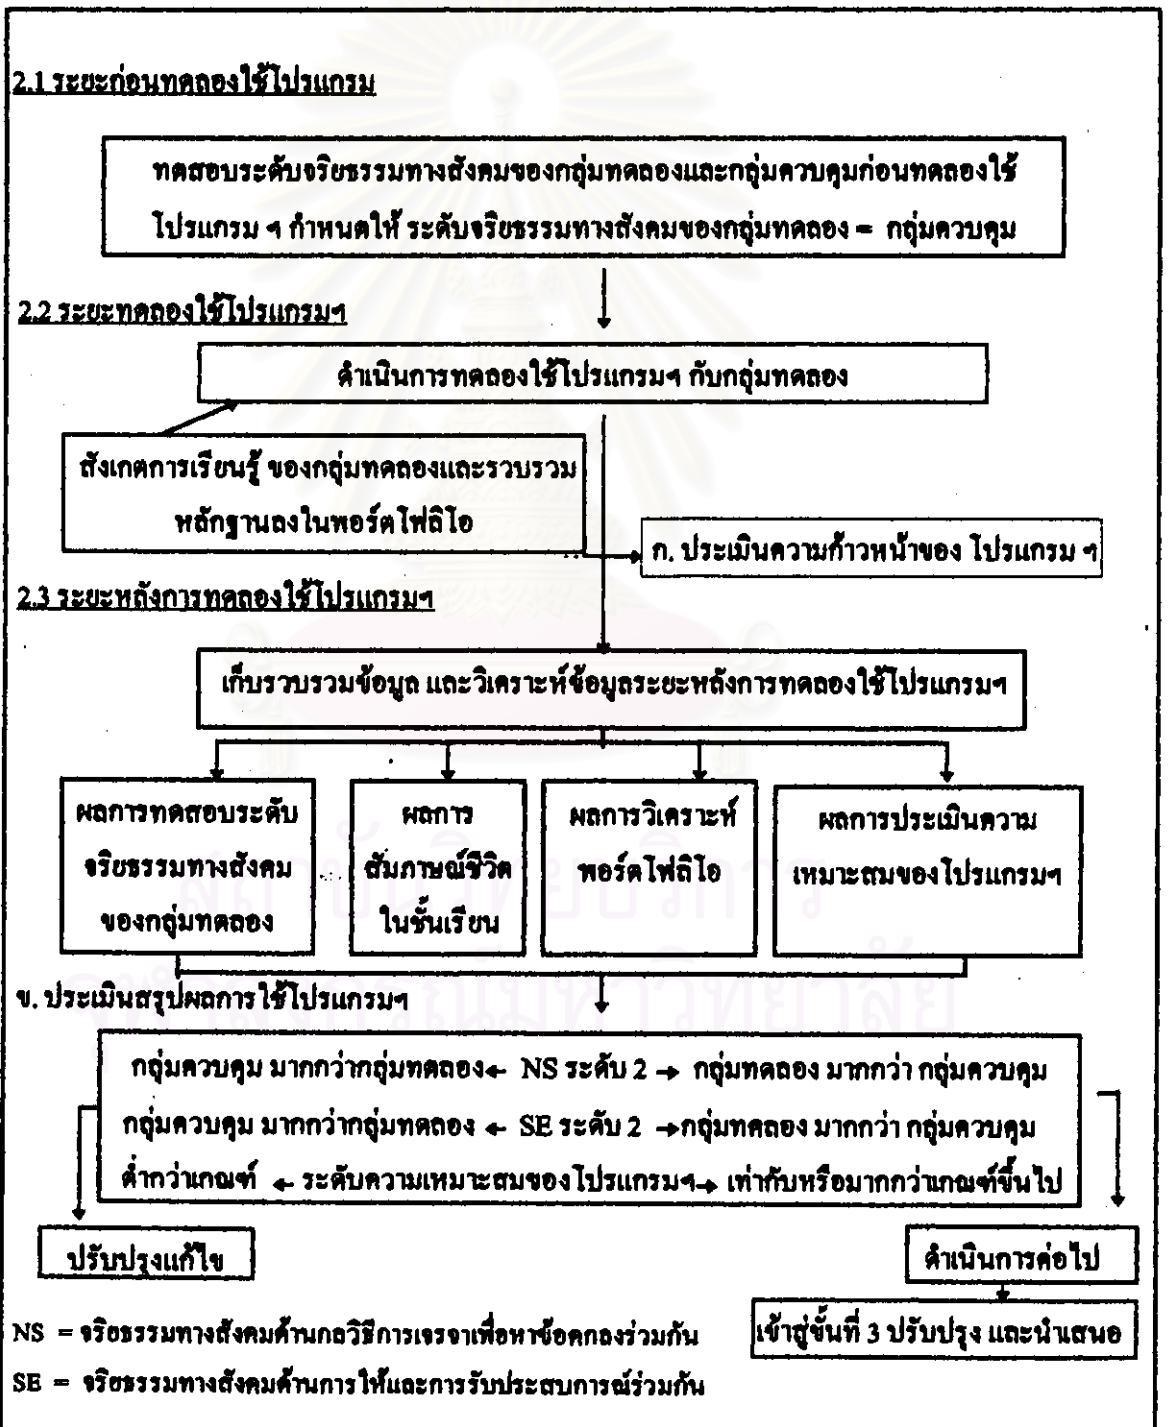 2.1 ระยะก่อนทดลองใช้โปรแกรม
ทดสอบระดับจริยธรรมทางสังคมของกลุ่มทดลองและกลุ่มควบคุมก่อนทดลองใช้
โปรแกรม ฯ กำหนดให้ ระดับจริยธรรมทางสังคมของกลุ่มทดลอง = กลุ่มควบคุม
2.2 ระยะทดลองใช้โปรแกรมฯ
ดำเนินการทดลองใช้โปรแกรมฯ กับกลุ่มทดลอง
สังเกตการเรียนรู้ ของกลุ่มทดลองและรวบรวม
หลักฐานลงในพอร์ตโฟลิโอ
ก. ประเมินความก้าวหน้าของ โปรแกรม ฯ
2.3 ระยะหลังการทดลองใช้โปรแกรมฯ
เก็บรวบรวมข้อมูล และวิเคราะห์ข้อมูลระยะหลังการทดลองใช้โปรแกรมฯ
ผลการทดสอบระดับ
จริยธรรมทางสังคม
ของกลุ่มทดลอง
ผลการ
สัมภาษณ์ชีวิต
ในชั้นเรียน
ผลการวิเคราะห์
พอร์ตโฟลิโอ
ผลการประเมินความ
เหมาะสมของโปรแกรมฯ
สถาบันวิทยบริการ
จุฬาลงกรณ์มหาวิทยาลัย
ข. ประเมินสรุปผลการใช้โปรแกรมฯ
กลุ่มควบคุม มากกว่ากลุ่มทดลอง← NS ระดับ 2 → กลุ่มทดลอง มากกว่า กลุ่มควบคุม
กลุ่มควบคุม มากกว่ากลุ่มทดลอง ← SE ระดับ 2 →กลุ่มทดลอง มากกว่า กลุ่มควบคุม
ต่ำกว่าเกณฑ์ ← ระดับความเหมาะสมของโปรแกรมฯ→ เท่ากับหรือมากกว่าเกณฑ์ขึ้นไป
ปรับปรุงแก้ไข
ดำเนินการต่อไป
เข้าสู่ขั้นที่ 3 ปรับปรุง และนำเสนอ
NS = จริยธรรมทางสังคมด้านกลวิธีการเจรจาเพื่อหาข้อตกลงร่วมกัน
SE = จริยธรรมทางสังคมด้านการให้และการรับประสบการณ์ร่วมกัน